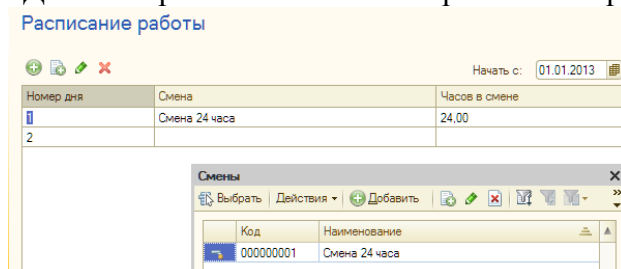 Расписание работы
Начать с: 01.01.2013
Номер дня Смена Часов в смене
1 Смена 24 часа 24,00
2
Смены
Выбрать Действия Добавить
Код Наименование
000000001 Смена 24 часа